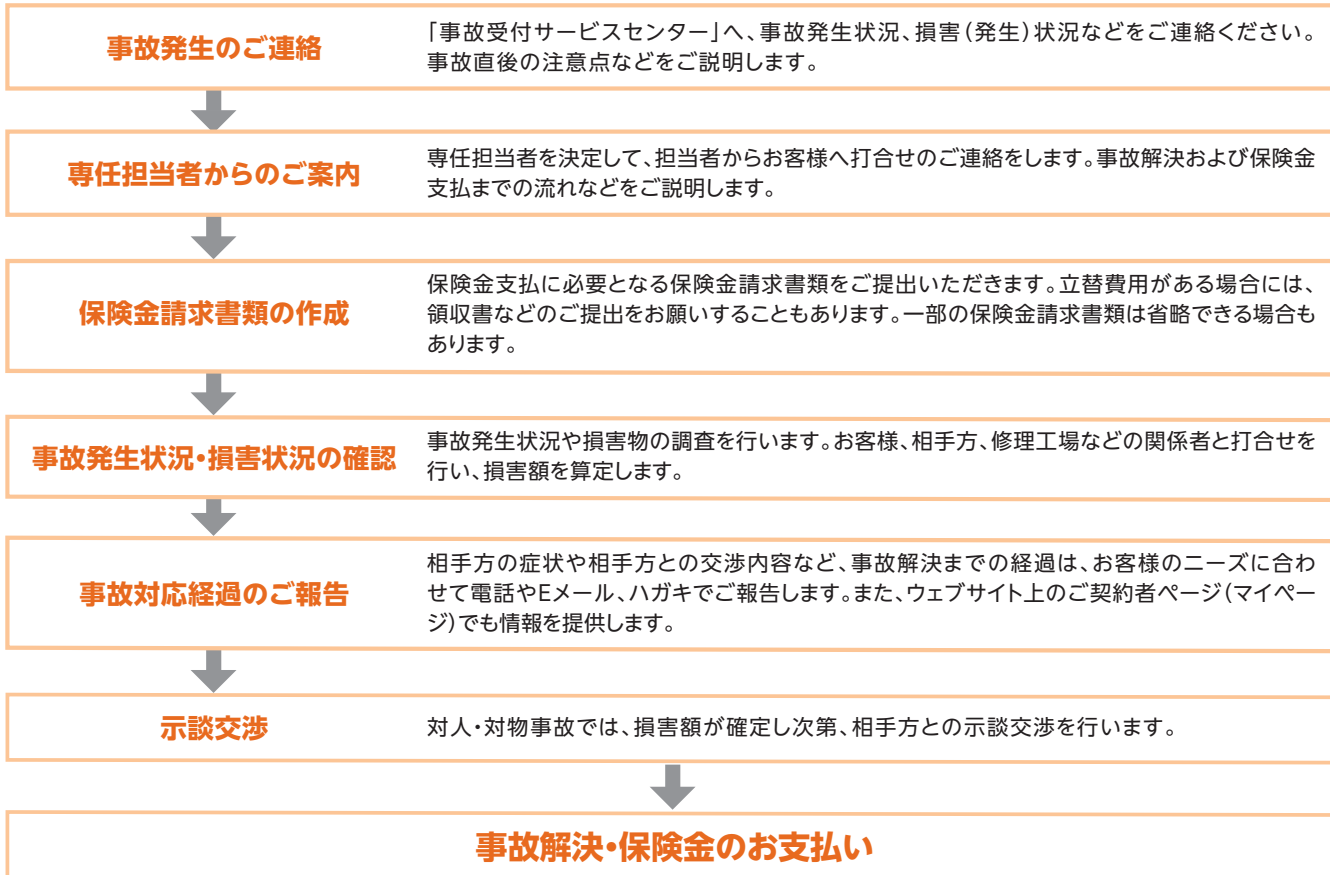 事故発生のご連絡
「事故受付サービスセンター」へ、事故発生状況、損害(発生)状況などをご連絡ください。
事故直後の注意点などをご説明します。
専任担当者からのご案内
専任担当者を決定して、担当者からお客様へ打合せのご連絡をします。事故解決および保険金
支払までの流れなどをご説明します。
保険金請求書類の作成
保険金支払に必要となる保険金請求書類をご提出いただきます。立替費用がある場合には、
領収書などのご提出をお願いすることもあります。一部の保険金請求書類は省略できる場合も
あります。
事故発生状況・損害状況の確認
事故発生状況や損害物の調査を行います。お客様、相手方、修理工場などの関係者と打合せを
行い、損害額を算定します。
事故対応経過のご報告
相手方の症状や相手方との交渉内容など、事故解決までの経過は、お客様のニーズに合わ
せて電話やEメール、ハガキでご報告します。また、ウェブサイト上のご契約者ページ(マイペー
ジ)でも情報を提供します。
示談交渉
対人・対物事故では、損害額が確定し次第、相手方との示談交渉を行います。
事故解決・保険金のお支払い